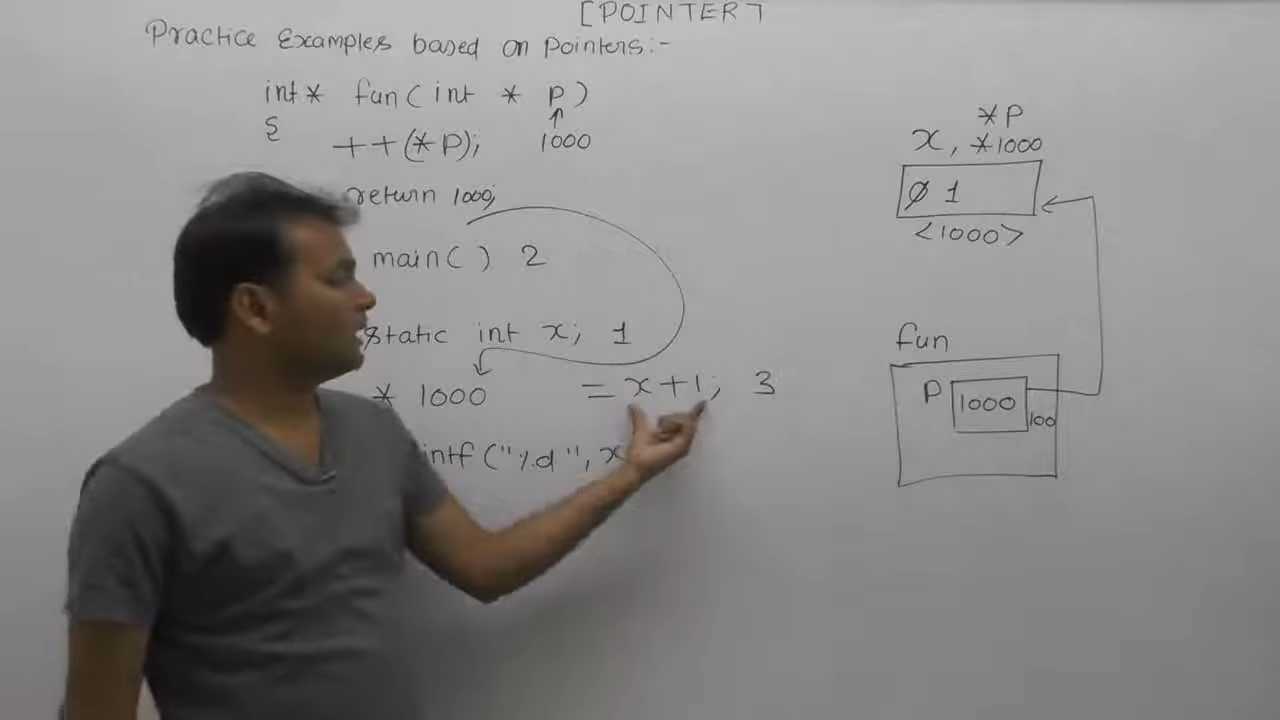 [POINTER]
Practice Examples based on Pointers:-
int* fun(int * P)
{
++(*P); 1000
return 1000;
main( ) 2
static int x; 1
* 1000 = x+1; 3
intf("%d", x
*P
x, *1000
0 1
<1000>
fun
P 1000
100